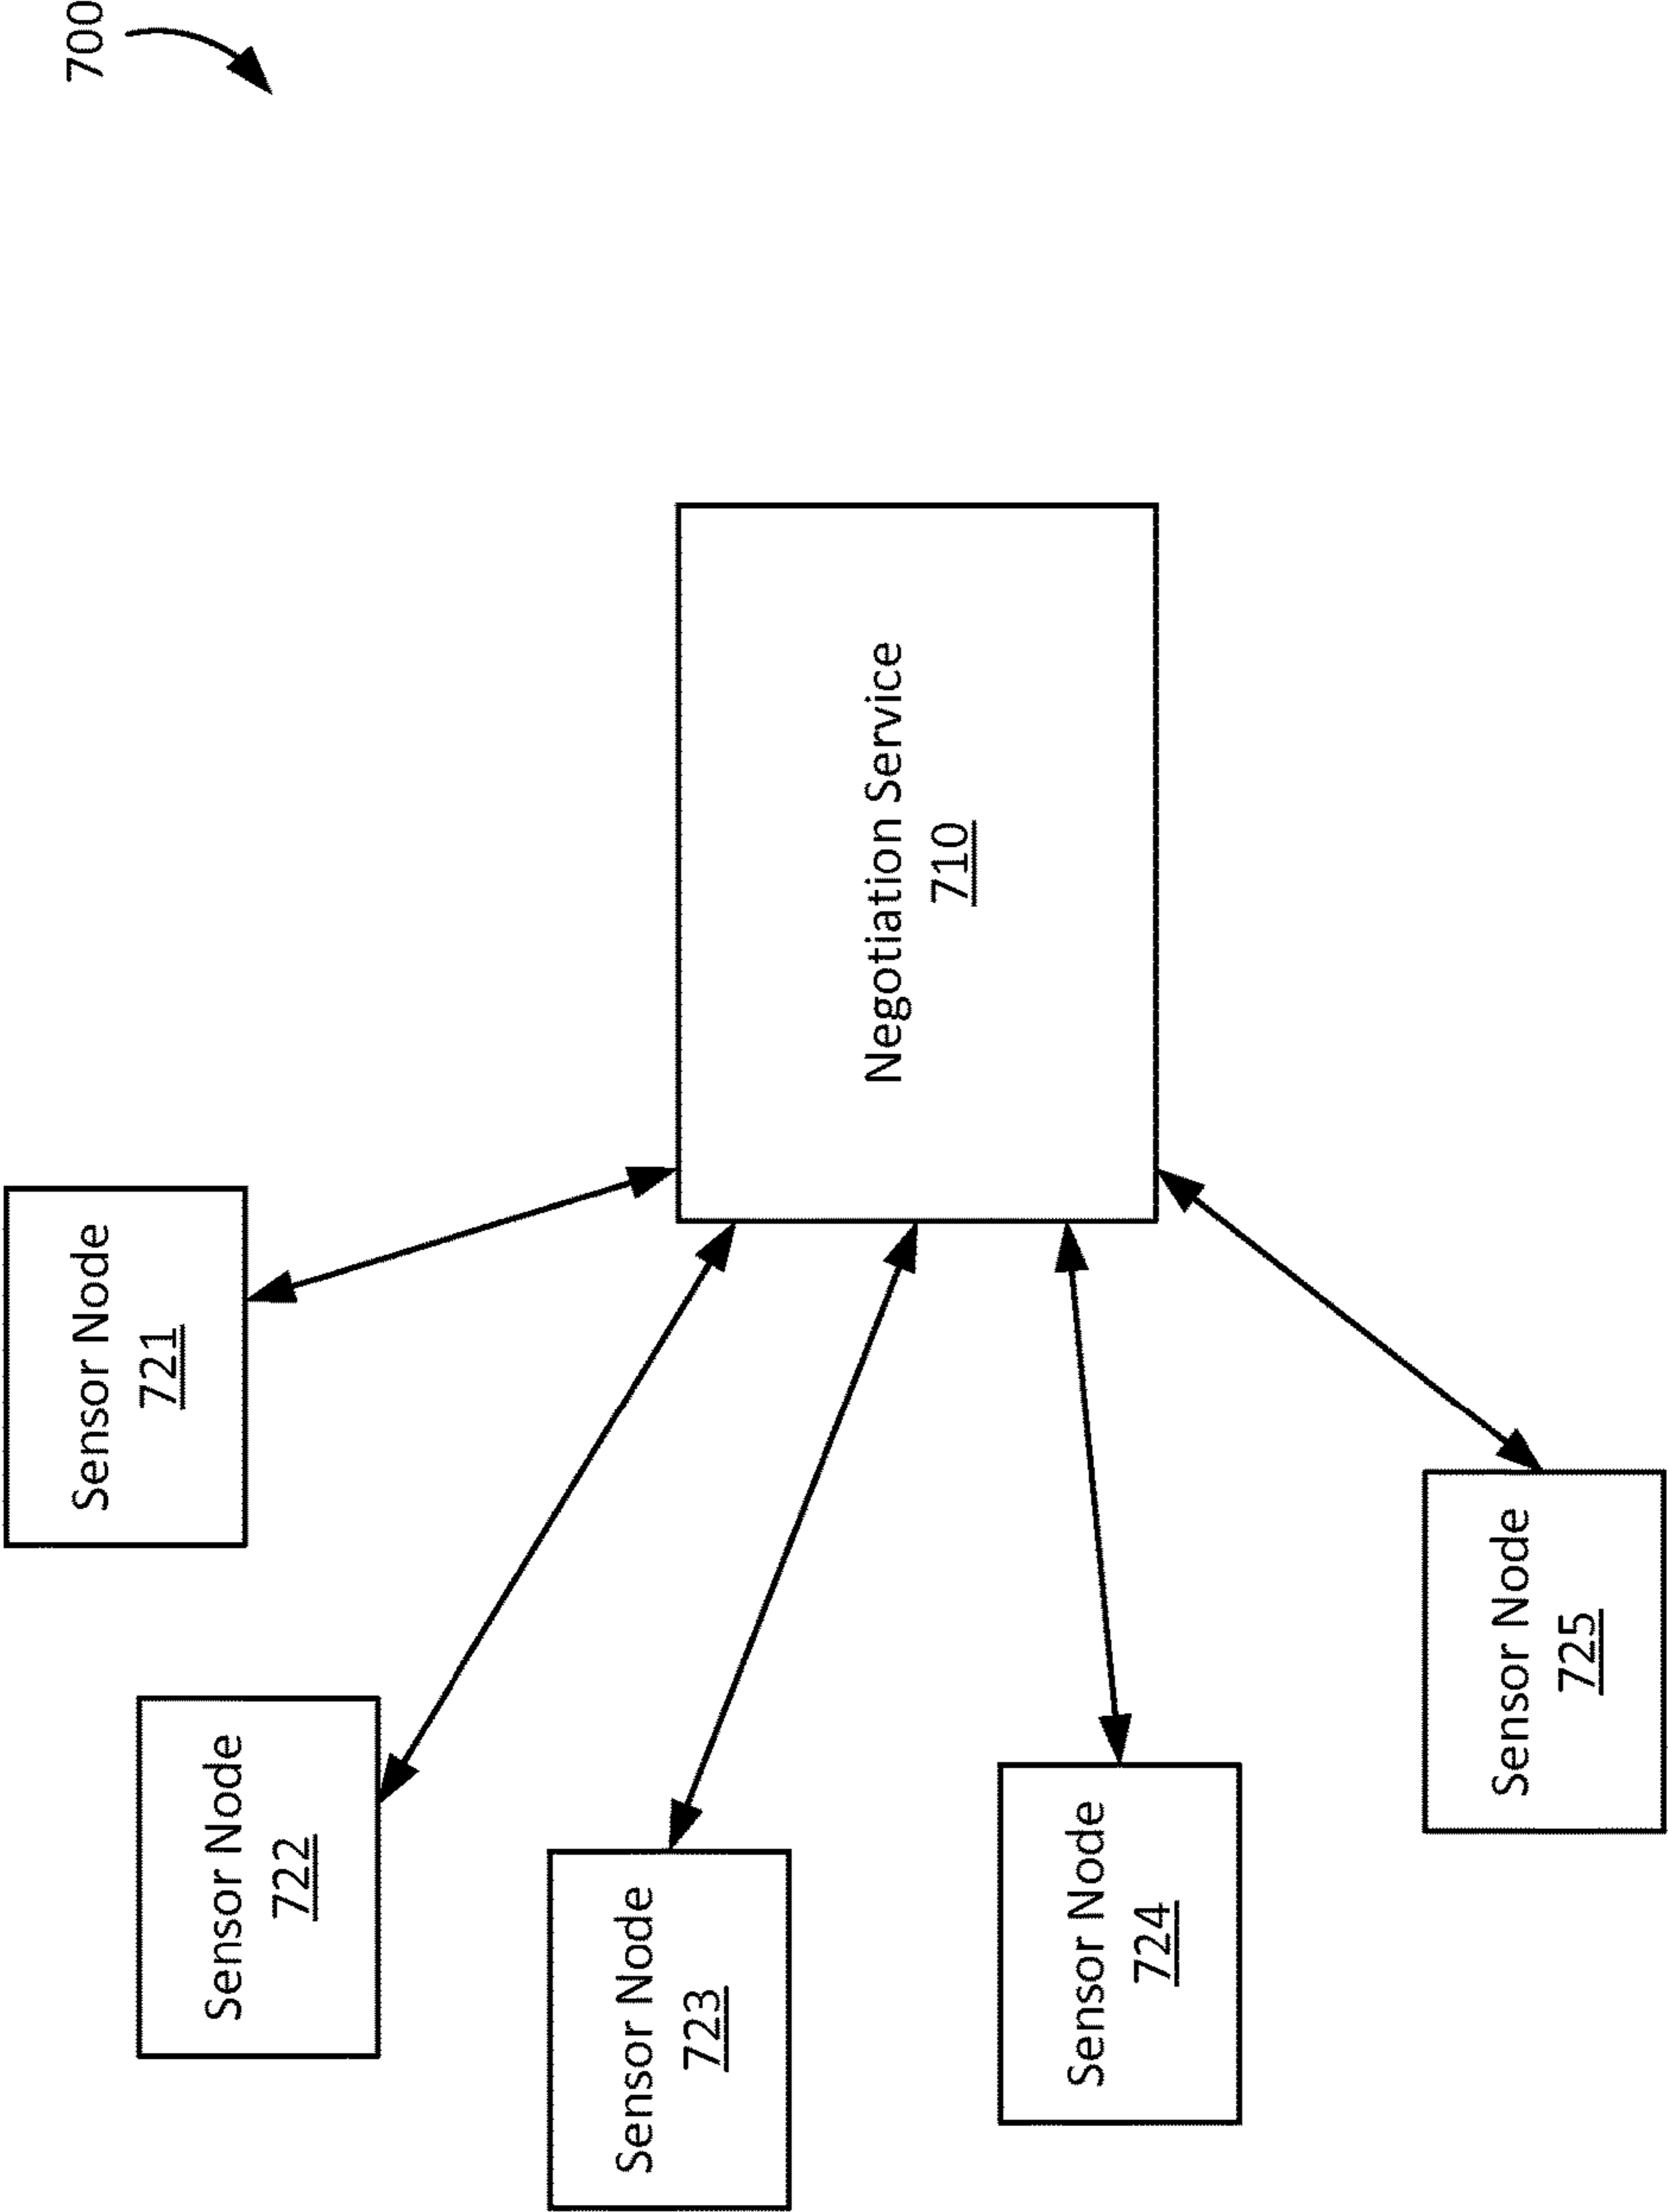 700
Sensor Node
721
Sensor Node
722
Sensor Node
723
Negotiation Service
710
Sensor Node
724
Sensor Node
725